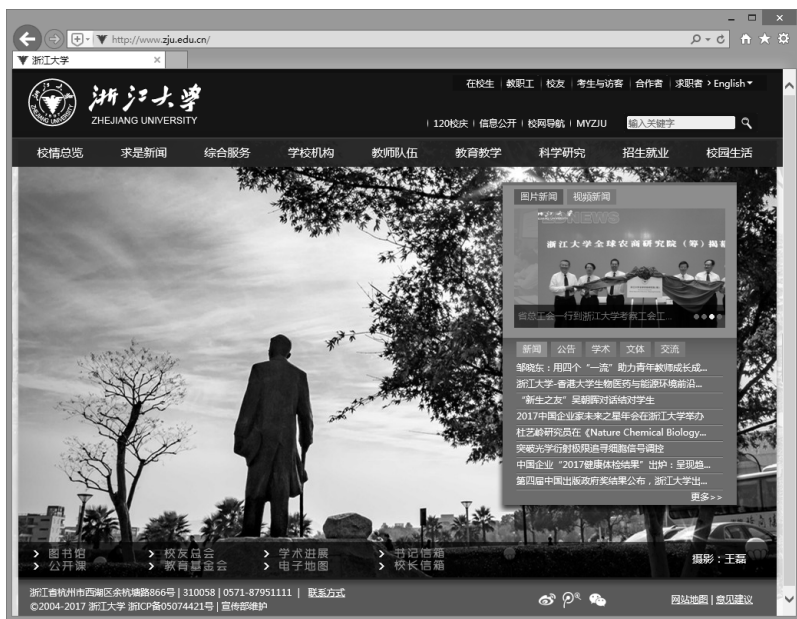 http://www.zju.edu.cn/
浙江大学
浙江大学
ZHEJIANG UNIVERSITY
在校生 | 教职工 | 校友 | 考生与访客 | 合作者 | 求职者 › English
120校庆 | 信息公开 | 校网导航 | MYZJU 输入关键字
校情总览 求是新闻 综合服务 学校机构 教师队伍 教育教学 科学研究 招生就业 校园生活
图片新闻 视频新闻
浙江大学全球农商研究院（筹）揭
省总工会一行到浙江大学考察工会工...
新闻 公告 学术 文体 交流
邹晓东：用四个“一流”助力青年教师成长成...
浙江大学-香港大学生物医药与能源环境前沿...
“新生之友”吴朝晖对话结对学生
2017中国企业家未来之星年会在浙江大学举办
杜艺岭研究员在《Nature Chemical Biology...
突破光学衍射极限追寻细胞信号调控
中国企业“2017健康体检结果”出炉：呈现趋...
第四届中国出版政府奖结果公布，浙江大学出...
更多>>
› 图书馆 › 校友总会 › 学术进展 › 书记信箱
› 公开课 › 教育基金会 › 电子地图 › 校长信箱
摄影：王磊
浙江省杭州市西湖区余杭塘路866号 | 310058 | 0571-87951111 | 联系方式
©2004-2017 浙江大学 浙ICP备05074421号 | 宣传部维护
网站地图 | 意见建议